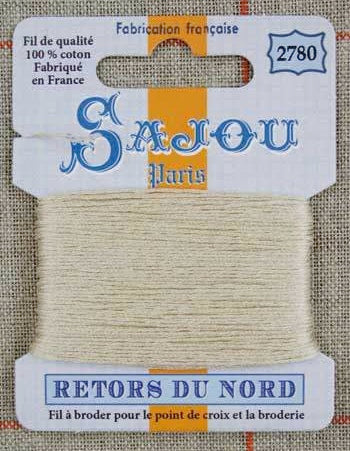 Fabrication française
Fil de qualité
100 % coton
Fabriqué
en France
2780
SAJOU
Paris
RETORS DU NORD
Fil à broder pour le point de croix et la broderie